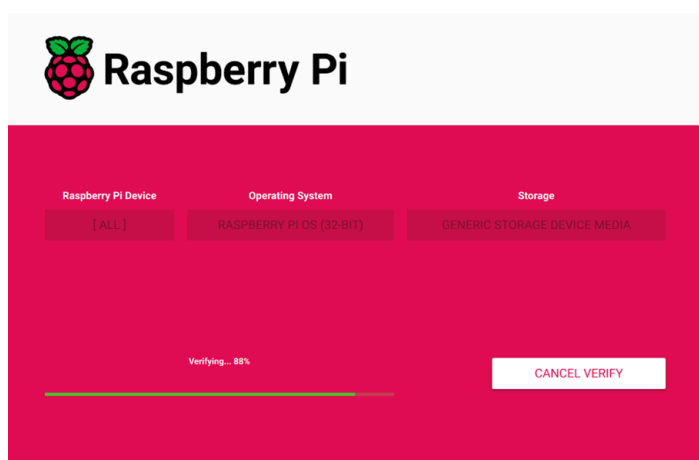 Raspberry Pi
Raspberry Pi Device
Operating System
Storage
[ ALL ]
RASPBERRY PI OS (32-BIT)
GENERIC STORAGE DEVICE MEDIA
Verifying... 88%
CANCEL VERIFY